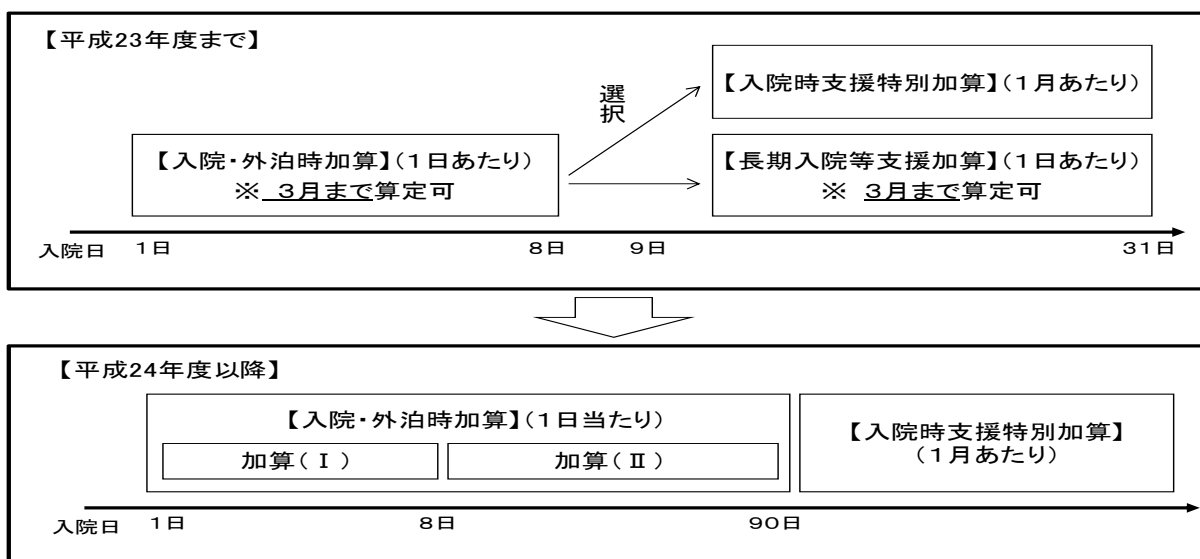 【平成23年度まで】
選択
【入院時支援特別加算】(1月あたり)
【入院・外泊時加算】(1日あたり)
※ 3月まで算定可
【長期入院等支援加算】(1日あたり)
※ 3月まで算定可
入院日 1日 8日 9日 31日
【平成24年度以降】
【入院・外泊時加算】(1日当たり)
加算(Ⅰ) 加算(Ⅱ)
【入院時支援特別加算】
(1月あたり)
入院日 1日 8日 90日